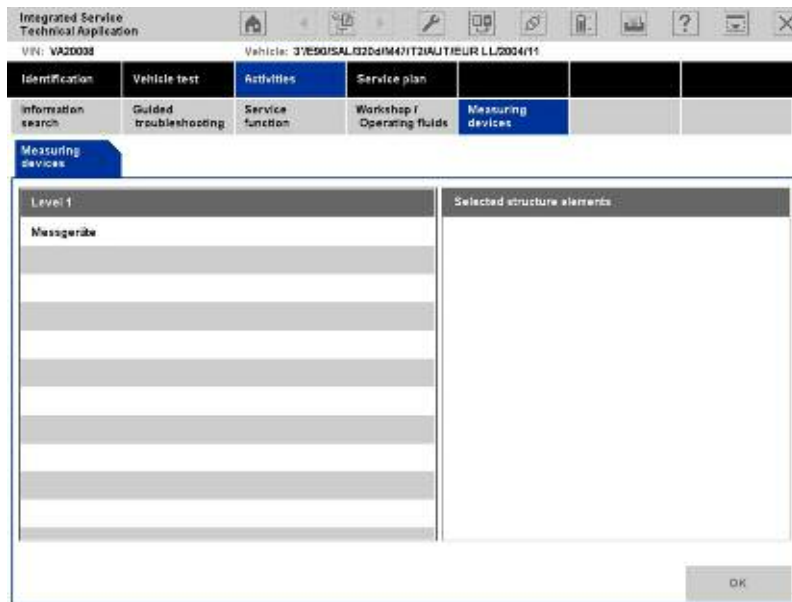 Integrated Service
Technical Application
VIN: VA20008
Vehicle: 3'/E90/SAL/320d/M47/T2/AUT/EUR LL/2004/11
Identification
Vehicle test
Activities
Service plan
Information
search
Guided
troubleshooting
Service
function
Workshop /
Operating fluids
Measuring
devices
Measuring
devices
Level 1
Selected structure elements
Messgeräte
OK